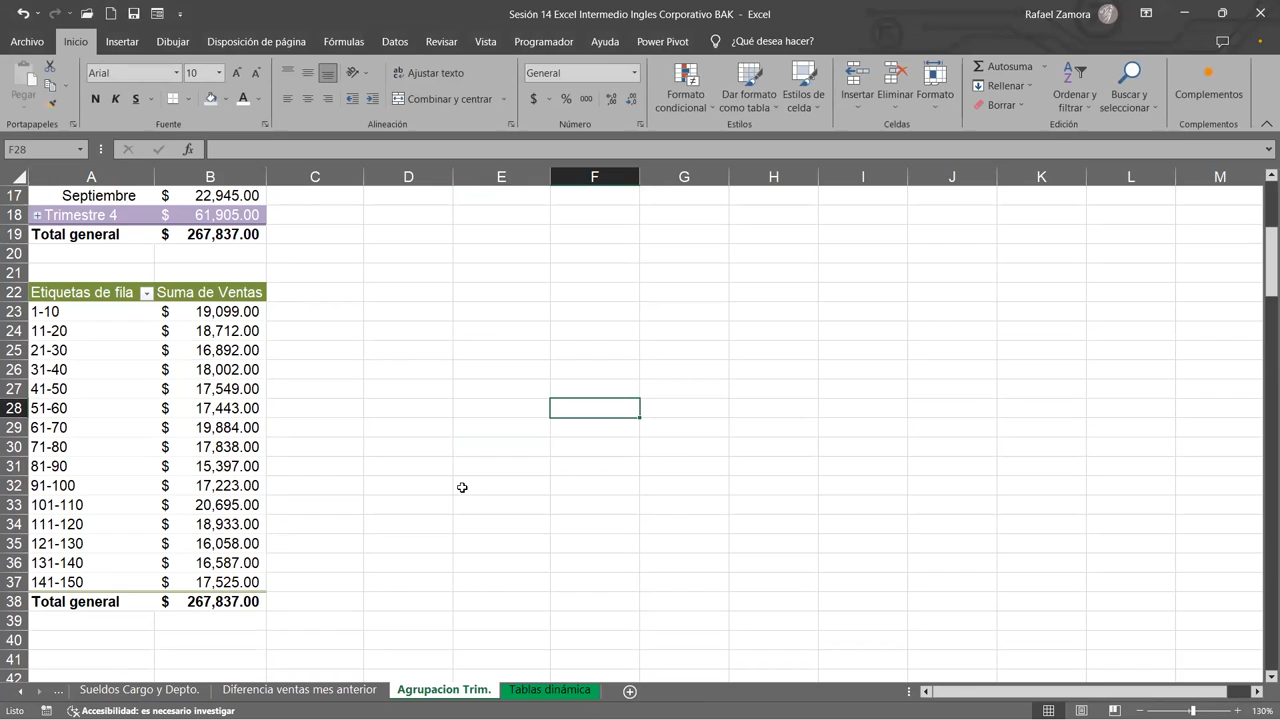 Sesión 14 Excel Intermedio Ingles Corporativo BAK - Excel
Rafael Zamora
Archivo Inicio Insertar Dibujar Disposición de página Fórmulas Datos Revisar Vista Programador Ayuda Power Pivot ¿Qué desea hacer?
Pegar
Arial 10
N K S A
Ajustar texto
Combinar y centrar
General
$ % 000
Formato condicional
Dar formato como tabla
Estilos de celda
Insertar Eliminar Formato
Autosuma
Rellenar
Borrar
Ordenar y filtrar
Buscar y seleccionar
Complementos
Portapapeles Fuente Alineación Número Estilos Celdas Edición Complementos
F28 fx
A B C D E F G H I J K L M
17 Septiembre $ 22,945.00
18 Trimestre 4 $ 61,905.00
19 Total general $ 267,837.00
20
21
22 Etiquetas de fila Suma de Ventas
23 1-10 $ 19,099.00
24 11-20 $ 18,712.00
25 21-30 $ 16,892.00
26 31-40 $ 18,002.00
27 41-50 $ 17,549.00
28 51-60 $ 17,443.00
29 61-70 $ 19,884.00
30 71-80 $ 17,838.00
31 81-90 $ 15,397.00
32 91-100 $ 17,223.00
33 101-110 $ 20,695.00
34 111-120 $ 18,933.00
35 121-130 $ 16,058.00
36 131-140 $ 16,587.00
37 141-150 $ 17,525.00
38 Total general $ 267,837.00
39
40
41
42
... Sueldos Cargo y Depto. Diferencia ventas mes anterior Agrupacion Trim. Tablas dinámica
Listo Accesibilidad: es necesario investigar 130%